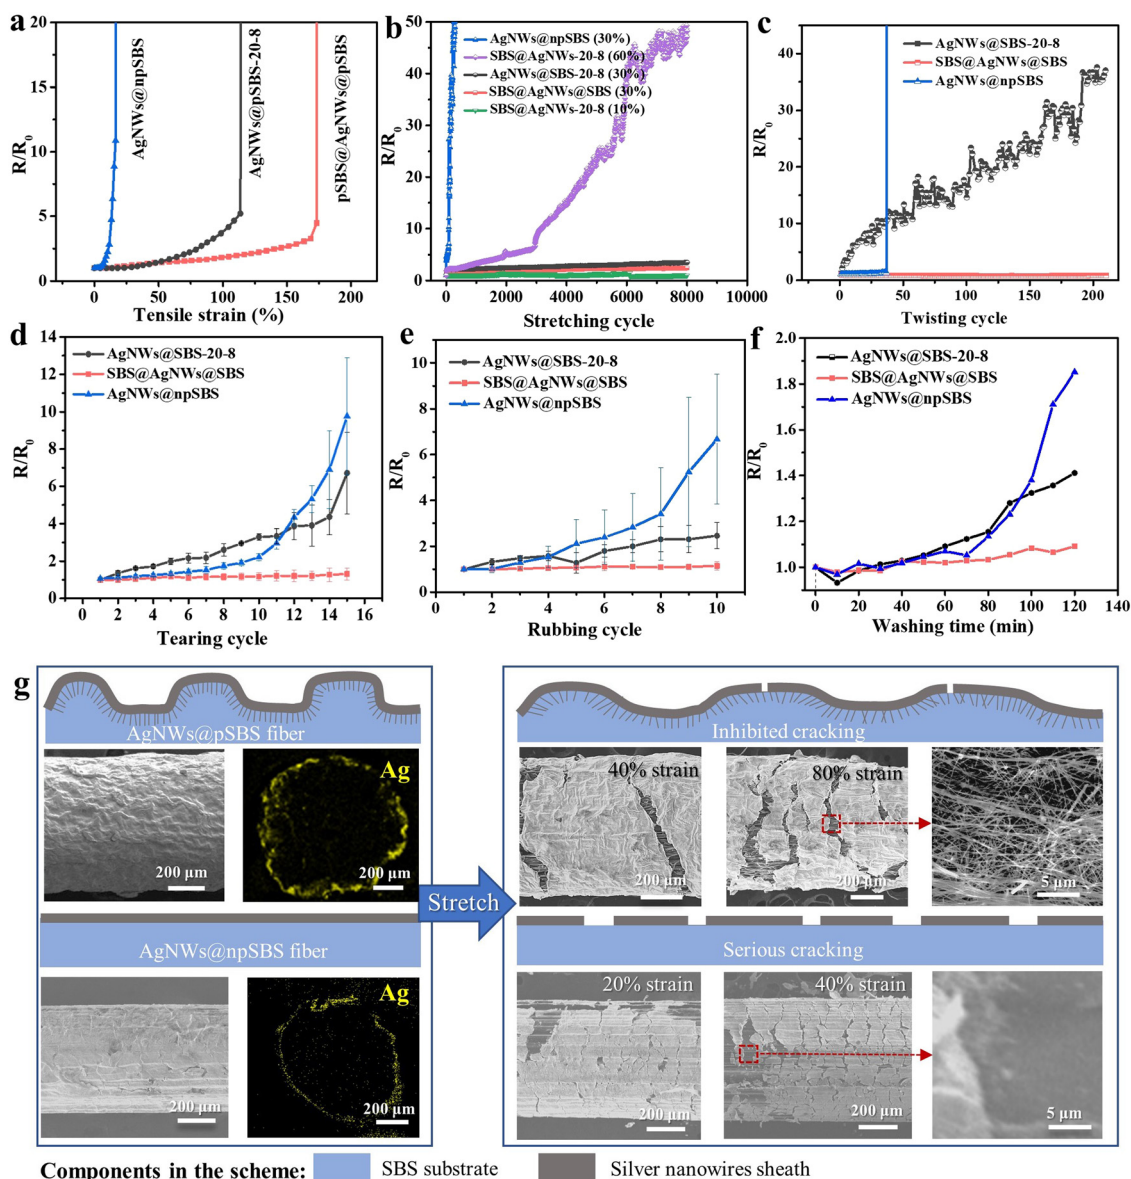 a
20
15
10
5
0
R/R0
0 50 100 150 200
Tensile strain (%)
AgNWs@npSBS
AgNWs@pSBS-20-8
pSBS@AgNWs@pSBS
b
50
40
30
20
10
0
R/R0
AgNWs@npSBS (30%)
SBS@AgNWs-20-8 (60%)
AgNWs@SBS-20-8 (30%)
SBS@AgNWs@SBS (30%)
SBS@AgNWs-20-8 (10%)
0 2000 4000 6000 8000 10000
Stretching cycle
c
40
30
20
10
0
R/R0
AgNWs@SBS-20-8
SBS@AgNWs@SBS
AgNWs@npSBS
0 50 100 150 200
Twisting cycle
d
14
12
10
8
6
4
2
0
R/R0
AgNWs@SBS-20-8
SBS@AgNWs@SBS
AgNWs@npSBS
0 2 4 6 8 10 12 14 16
Tearing cycle
e
10
8
6
4
2
0
R/R0
AgNWs@SBS-20-8
SBS@AgNWs@SBS
AgNWs@npSBS
0 2 4 6 8 10
Rubbing cycle
f
2.0
1.8
1.6
1.4
1.2
1.0
R/R0
AgNWs@SBS-20-8
SBS@AgNWs@SBS
AgNWs@npSBS
0 20 40 60 80 100 120 140
Washing time (min)
g
AgNWs@pSBS fiber
200 µm
Ag
200 µm
AgNWs@npSBS fiber
200 µm
Ag
200 µm
Stretch
Inhibited cracking
40% strain
200 µm
80% strain
200 µm
5 µm
Serious cracking
20% strain
200 µm
40% strain
200 µm
5 µm
Components in the scheme: SBS substrate Silver nanowires sheath